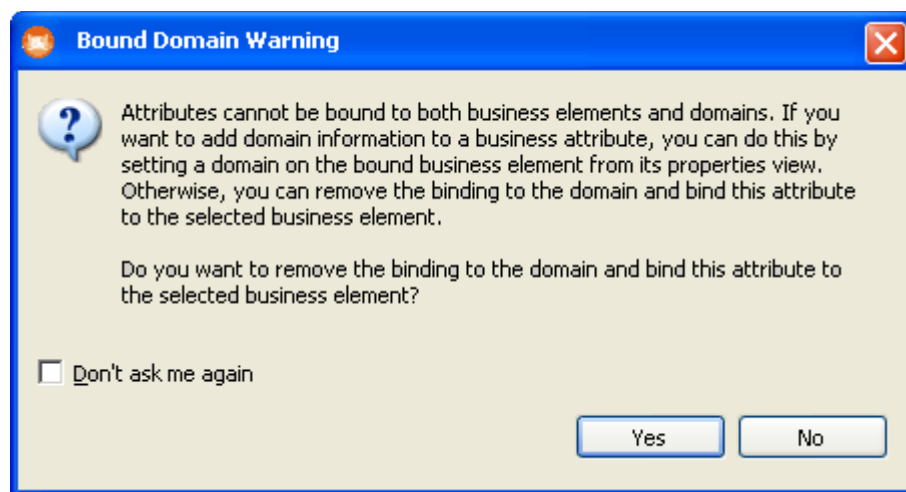 Bound Domain Warning
Attributes cannot be bound to both business elements and domains. If you
want to add domain information to a business attribute, you can do this by
setting a domain on the bound business element from its properties view.
Otherwise, you can remove the binding to the domain and bind this attribute
to the selected business element.
Do you want to remove the binding to the domain and bind this attribute to
the selected business element?
Don't ask me again
Yes No